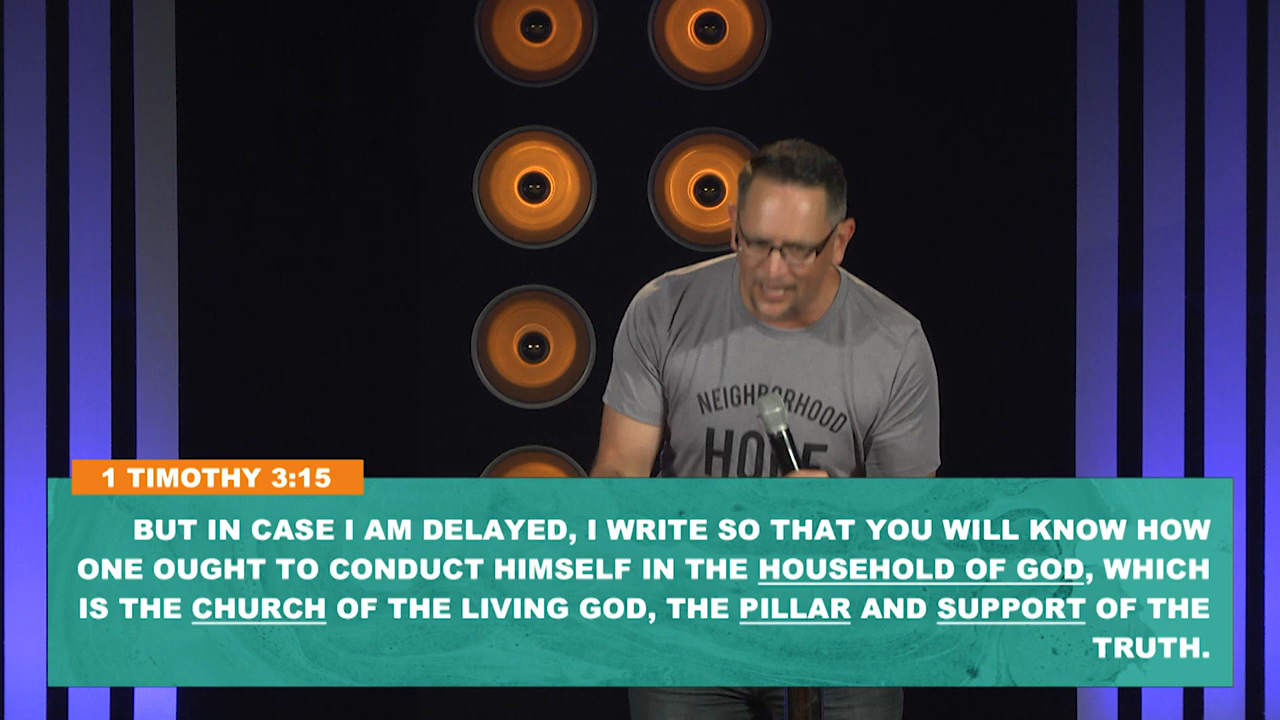 NEIGHBORHOOD
HOPE
1 TIMOTHY 3:15
BUT IN CASE I AM DELAYED, I WRITE SO THAT YOU WILL KNOW HOW
ONE OUGHT TO CONDUCT HIMSELF IN THE HOUSEHOLD OF GOD, WHICH
IS THE CHURCH OF THE LIVING GOD, THE PILLAR AND SUPPORT OF THE
TRUTH.